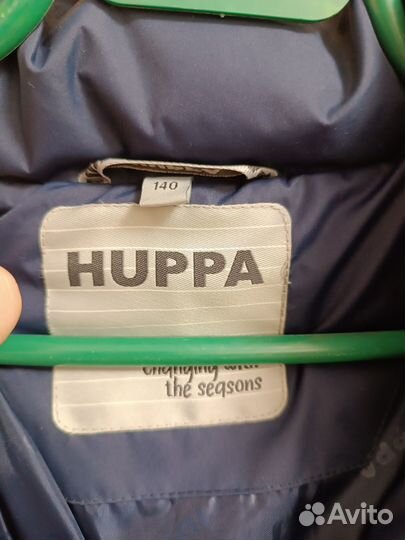 140
HUPPA
changing with
the seasons
Avito